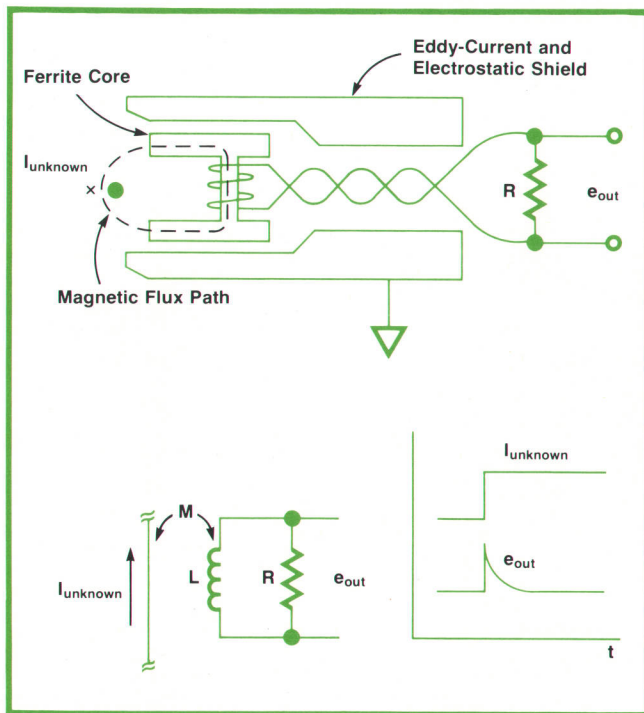 Eddy-Current and
Electrostatic Shield
Ferrite Core
Iunknown
×
R
eout
Magnetic Flux Path
Iunknown
M
L
R
eout
Iunknown
eout
t